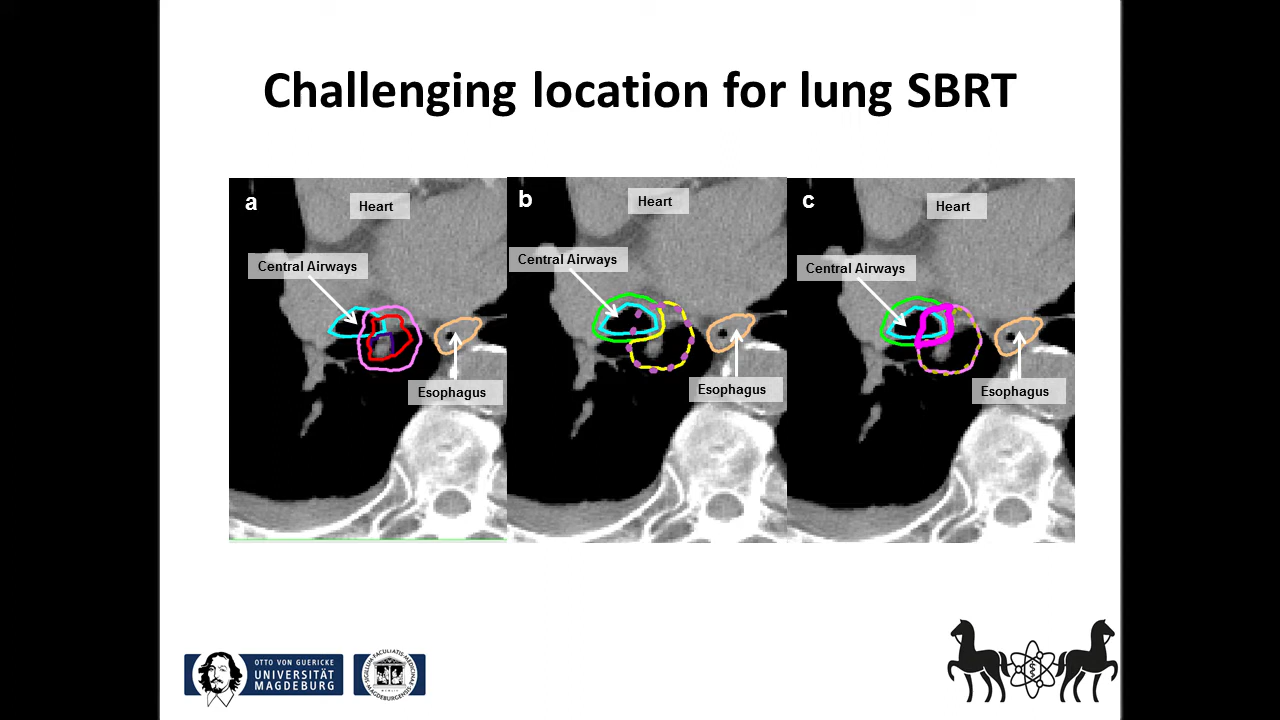 Challenging location for lung SBRT
a
Heart
Central Airways
Esophagus
b
Heart
Central Airways
Esophagus
c
Heart
Central Airways
Esophagus
OTTO VON GUERICKE
UNIVERSITÄT
MAGDEBURG